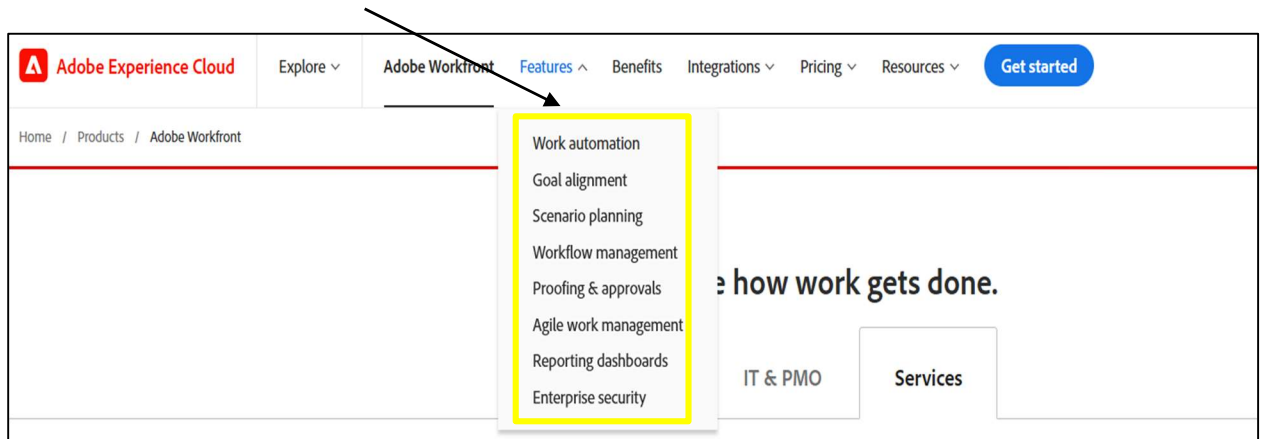 Adobe Experience Cloud Explore Adobe Workfront Features Benefits Integrations Pricing Resources Get started
Home / Products / Adobe Workfront
Work automation
Goal alignment
Scenario planning
Workflow management
Proofing & approvals
e how work gets done.
Agile work management
Reporting dashboards
IT & PMO Services
Enterprise security